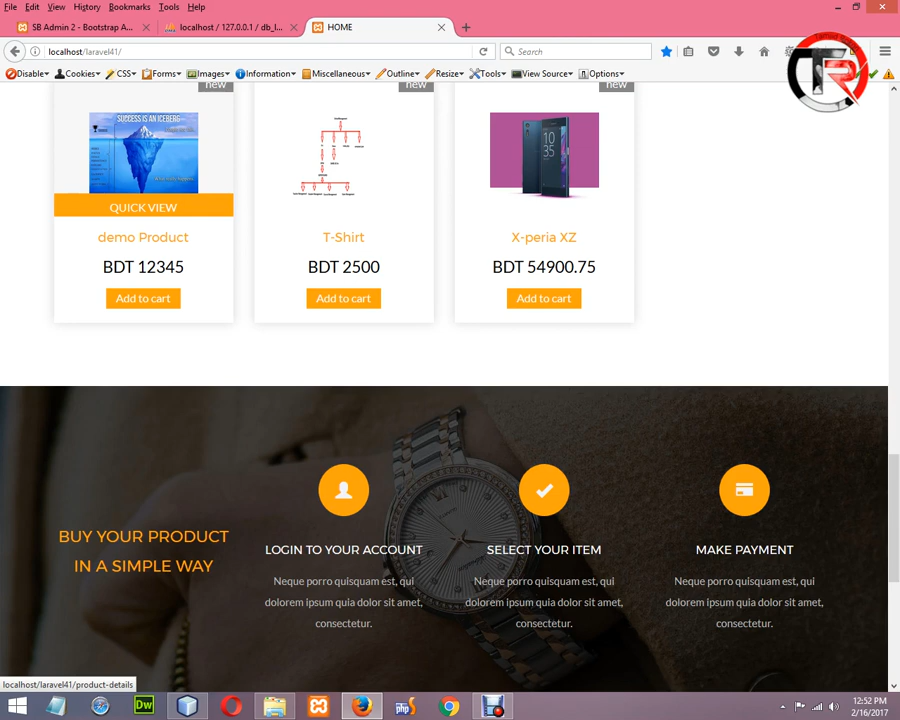 File Edit View History Bookmarks Tools Help
SB Admin 2 - Bootstrap A...
localhost / 127.0.0.1 / db_l...
HOME
localhost/laravel41/
Search
Disable Cookies CSS Forms Images Information Miscellaneous Outline Resize Tools View Source Options
new
new
new
SUCCESS IS AN ICEBERG
QUICK VIEW
demo Product
T-Shirt
X-peria XZ
BDT 12345
BDT 2500
BDT 54900.75
Add to cart
Add to cart
Add to cart
BUY YOUR PRODUCT
IN A SIMPLE WAY
LOGIN TO YOUR ACCOUNT
Neque porro quisquam est, qui
dolorem ipsum quia dolor sit amet,
consectetur.
SELECT YOUR ITEM
Neque porro quisquam est, qui
dolorem ipsum quia dolor sit amet,
consectetur.
MAKE PAYMENT
Neque porro quisquam est, qui
dolorem ipsum quia dolor sit amet,
consectetur.
localhost/laravel41/product-details
Dw
php
12:52 PM
2/16/2017